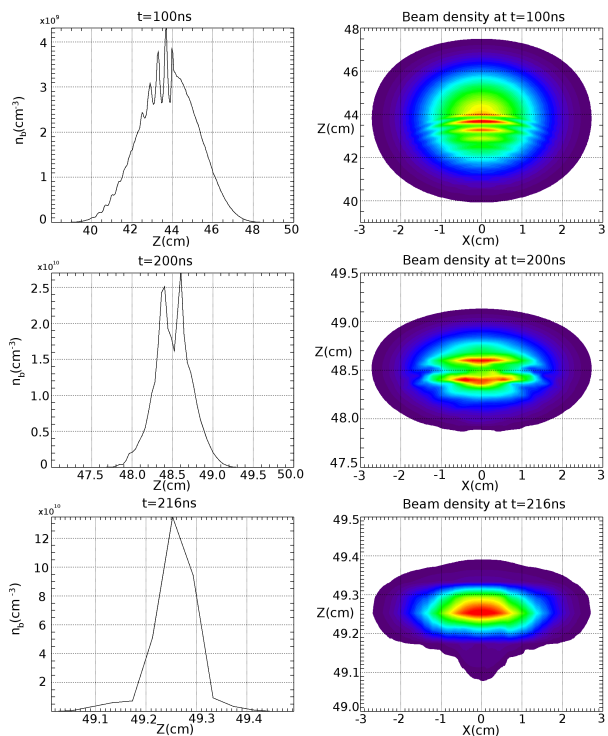 t=100ns
x10⁹
4
3
2
1
0
n_b(cm⁻³)
40 42 44 46 48 50
Z(cm)
Beam density at t=100ns
48
46
44
42
40
Z(cm)
-3 -2 -1 0 1 2 3
X(cm)
t=200ns
x10¹⁰
2.5
2.0
1.5
1.0
0.5
0
n_b(cm⁻³)
47.5 48.0 48.5 49.0 49.5 50.0
Z(cm)
Beam density at t=200ns
49.5
49.0
48.5
48.0
47.5
Z(cm)
-3 -2 -1 0 1 2 3
X(cm)
t=216ns
x10¹⁰
12
10
8
6
4
2
n_b(cm⁻³)
49.1 49.2 49.3 49.4
Z(cm)
Beam density at t=216ns
49.5
49.4
49.3
49.2
49.1
49.0
Z(cm)
-3 -2 -1 0 1 2 3
X(cm)